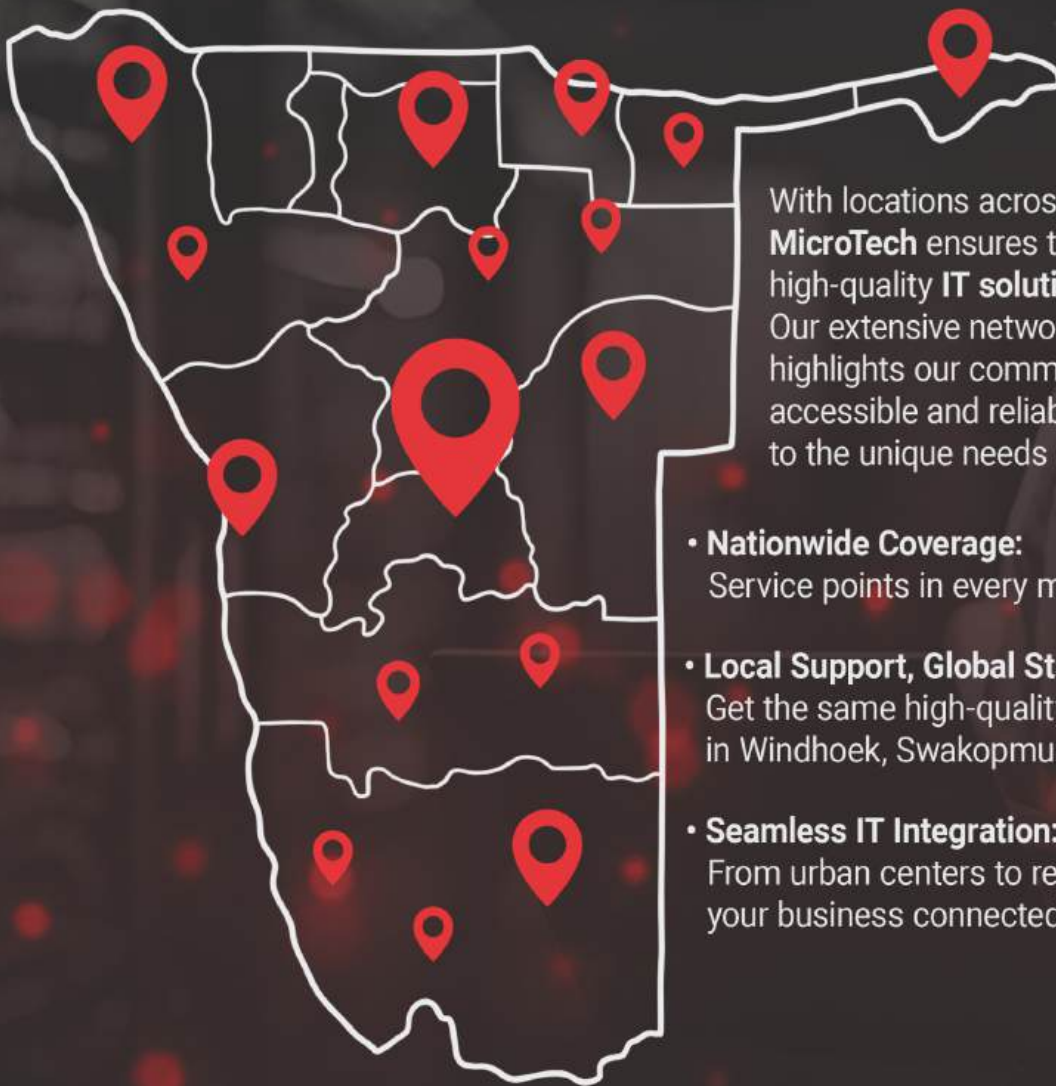 With locations acros
MicroTech ensures t
high-quality IT soluti
Our extensive netwo
highlights our comm
accessible and reliab
to the unique needs
• Nationwide Coverage:
Service points in every m
• Local Support, Global St
Get the same high-qualit
in Windhoek, Swakopmu
• Seamless IT Integration:
From urban centers to re
your business connected